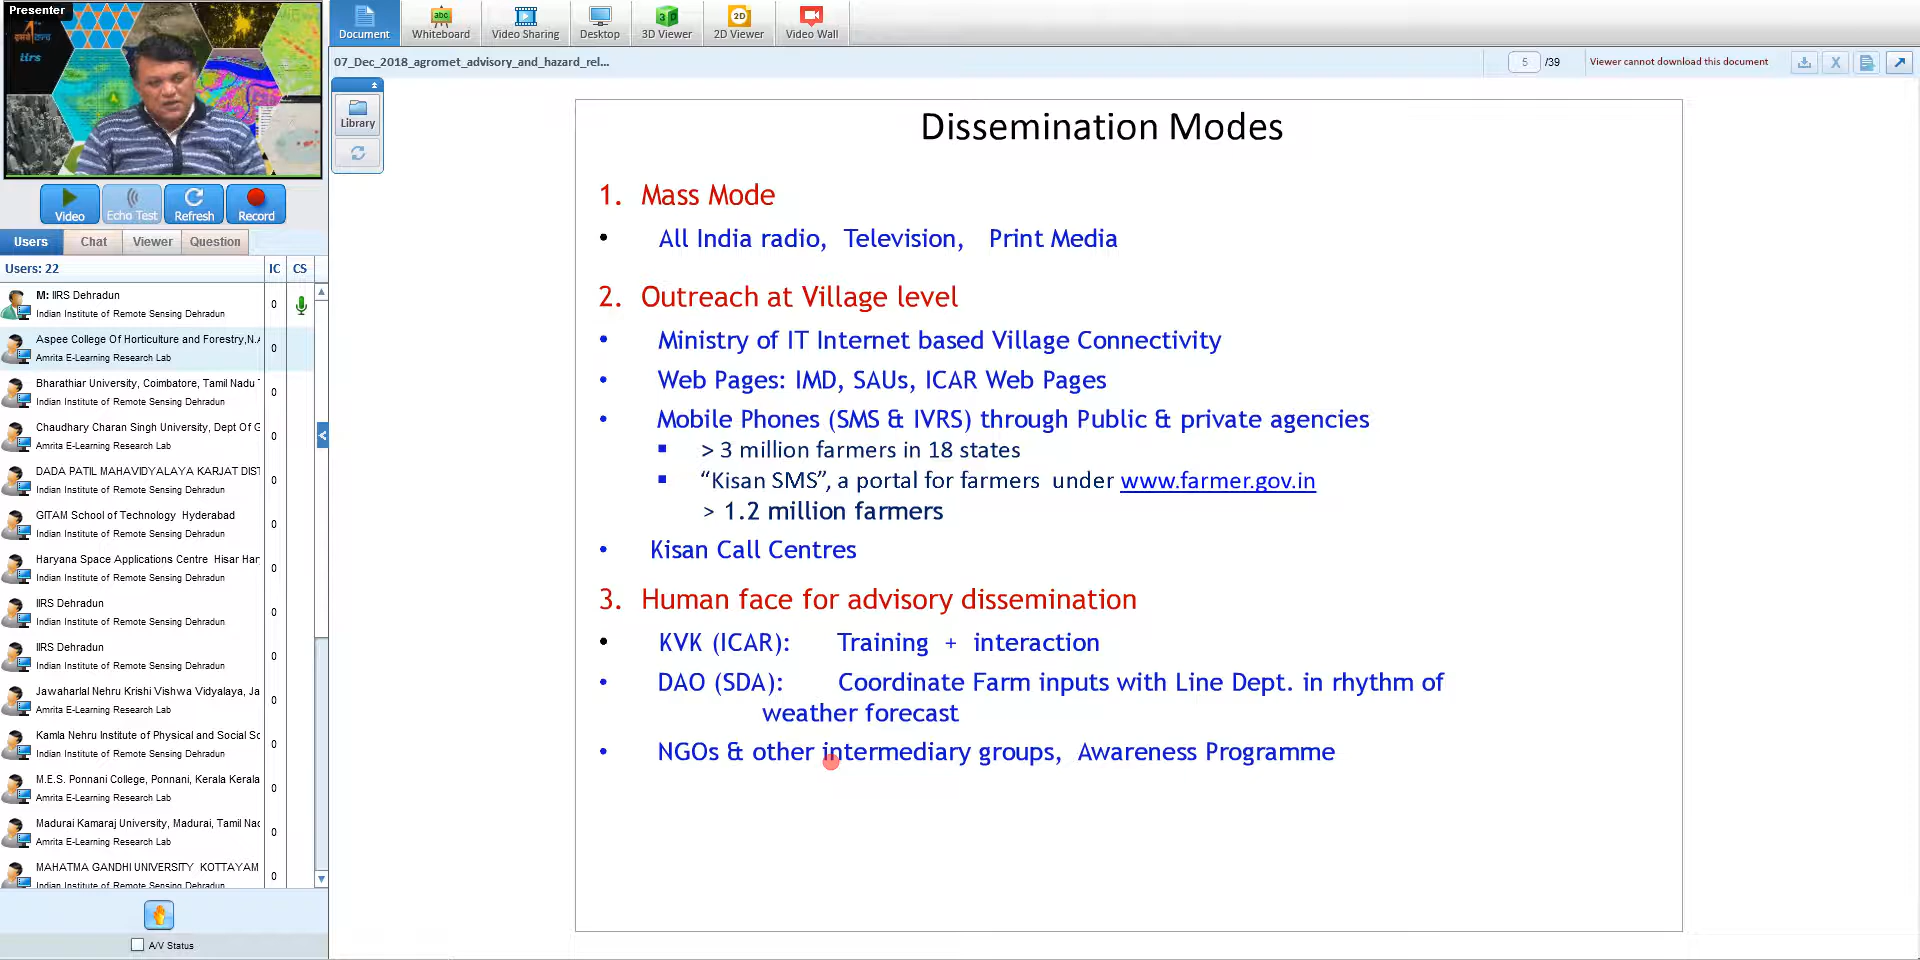 Presenter
iirs
Video
Echo Test
Refresh
Record
Users
Chat
Viewer
Question
Users: 22
IC
CS
M: IIRS Dehradun
Indian Institute of Remote Sensing Dehradun
0
Aspee College Of Horticulture and Forestry,N.A
Amrita E-Learning Research Lab
0
Bharathiar University, Coimbatore, Tamil Nadu
Indian Institute of Remote Sensing Dehradun
0
Chaudhary Charan Singh University, Dept Of G
Amrita E-Learning Research Lab
0
DADA PATIL MAHAVIDYALAYA KARJAT DIST
Indian Institute of Remote Sensing Dehradun
0
GITAM School of Technology Hyderabad
Indian Institute of Remote Sensing Dehradun
0
Haryana Space Applications Centre Hisar Har
Indian Institute of Remote Sensing Dehradun
0
IIRS Dehradun
Indian Institute of Remote Sensing Dehradun
0
IIRS Dehradun
Indian Institute of Remote Sensing Dehradun
0
Jawaharlal Nehru Krishi Vishwa Vidyalaya, Ja
Amrita E-Learning Research Lab
0
Kamla Nehru Institute of Physical and Social Sc
Indian Institute of Remote Sensing Dehradun
0
M.E.S. Ponnani College, Ponnani, Kerala Kerala
Amrita E-Learning Research Lab
0
Madurai Kamaraj University, Madurai, Tamil Nad
Amrita E-Learning Research Lab
0
MAHATMA GANDHI UNIVERSITY KOTTAYAM
Indian Institute of Remote Sensing Dehradun
0
A/V Status
Document
Whiteboard
Video Sharing
Desktop
3D Viewer
2D Viewer
Video Wall
07_Dec_2018_agromet_advisory_and_hazard_rel...
5 /39
Viewer cannot download this document
Library
Dissemination Modes
1. Mass Mode
• All India radio, Television, Print Media
2. Outreach at Village level
• Ministry of IT Internet based Village Connectivity
• Web Pages: IMD, SAUs, ICAR Web Pages
• Mobile Phones (SMS & IVRS) through Public & private agencies
▪ > 3 million farmers in 18 states
▪ “Kisan SMS”, a portal for farmers under www.farmer.gov.in
> 1.2 million farmers
• Kisan Call Centres
3. Human face for advisory dissemination
• KVK (ICAR): Training + interaction
• DAO (SDA): Coordinate Farm inputs with Line Dept. in rhythm of
weather forecast
• NGOs & other intermediary groups, Awareness Programme